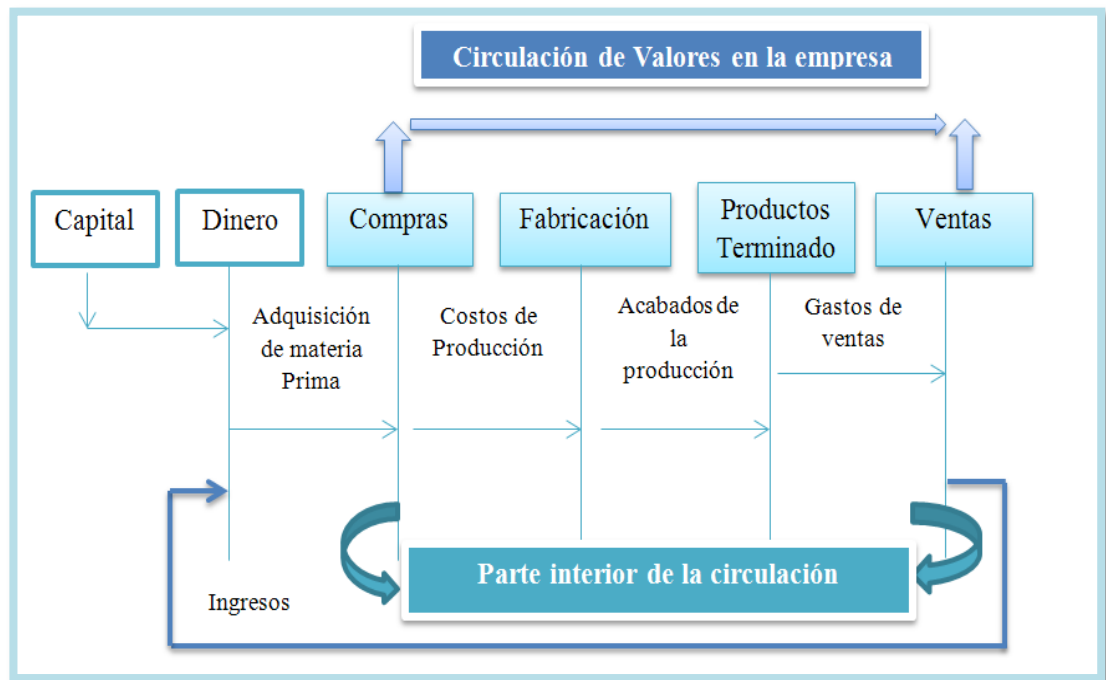 Circulación de Valores en la empresa
Capital
Dinero
Compras
Fabricación
Productos
Terminado
Ventas
Adquisición
de materia
Prima
Costos de
Producción
Acabados de
la
producción
Gastos de
ventas
Parte interior de la circulación
Ingresos